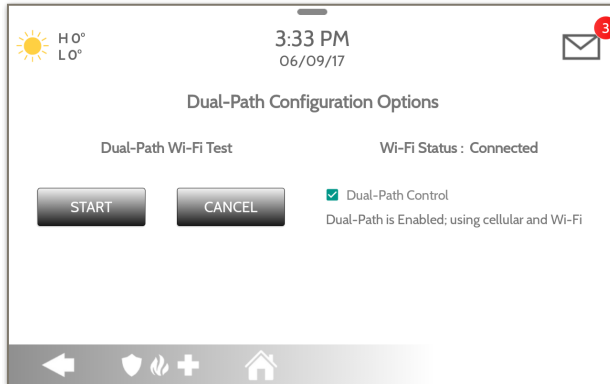 H 0°
L 0°
3:33 PM
06/09/17
3
Dual-Path Configuration Options
Dual-Path Wi-Fi Test
Wi-Fi Status : Connected
START
CANCEL
Dual-Path Control
Dual-Path is Enabled; using cellular and Wi-Fi